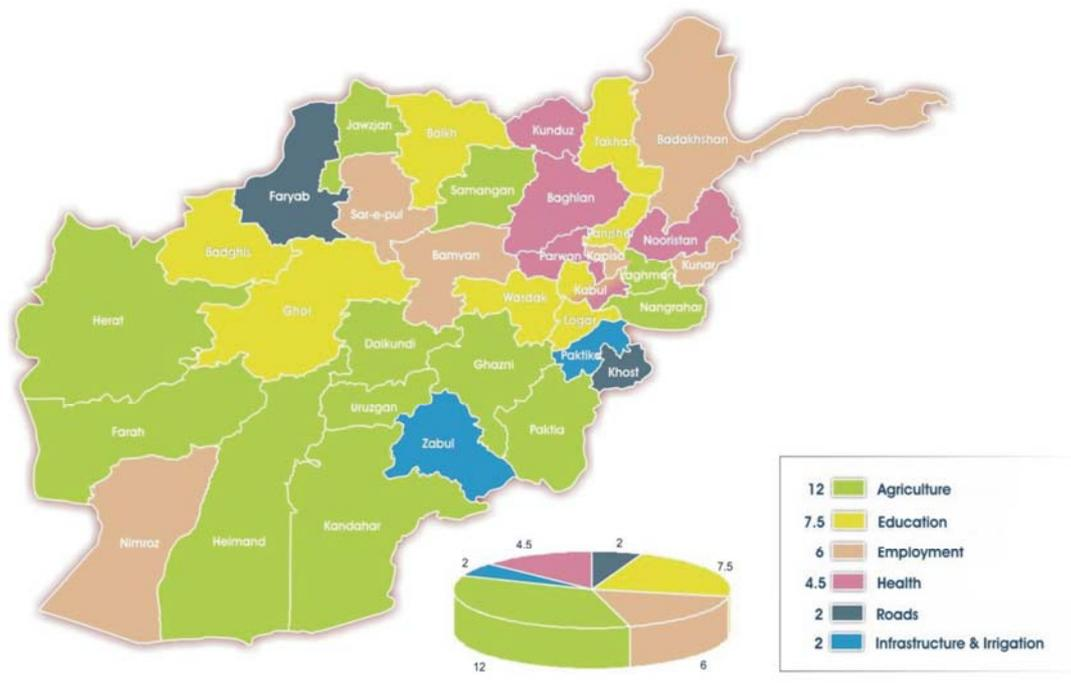 Jawzjan
Balkh
Kunduz
Takhar
Badakhshan
Faryab
Sar-e-pul
Samangan
Baghlan
Badghis
Bamyan
Panjsher
Nooristan
Parwan
Kapisa
Kunar
Laghman
Herat
Ghor
Wardak
Kabul
Nangrahar
Logar
Daikundi
Ghazni
Paktika
Khost
Uruzgan
Farah
Zabul
Paktia
Nimroz
Helmand
Kandahar
4.5
2
2
7.5
12
6
12 Agriculture
7.5 Education
6 Employment
4.5 Health
2 Roads
2 Infrastructure & Irrigation